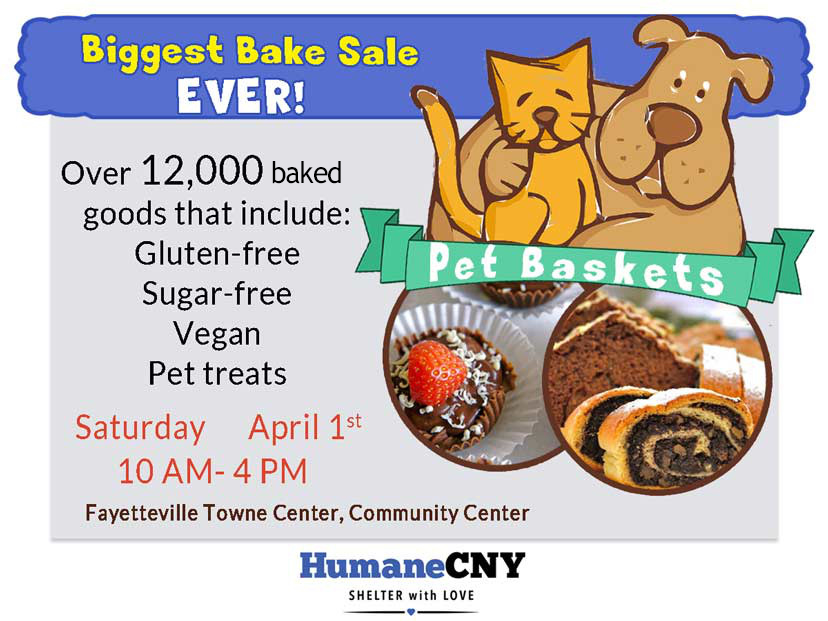 Biggest Bake Sale
EVER!
Over 12,000 baked
goods that include:
Gluten-free
Sugar-free
Vegan
Pet treats
Pet Baskets
Saturday April 1st
10 AM- 4 PM
Fayetteville Towne Center, Community Center
HumaneCNY
SHELTER with LOVE